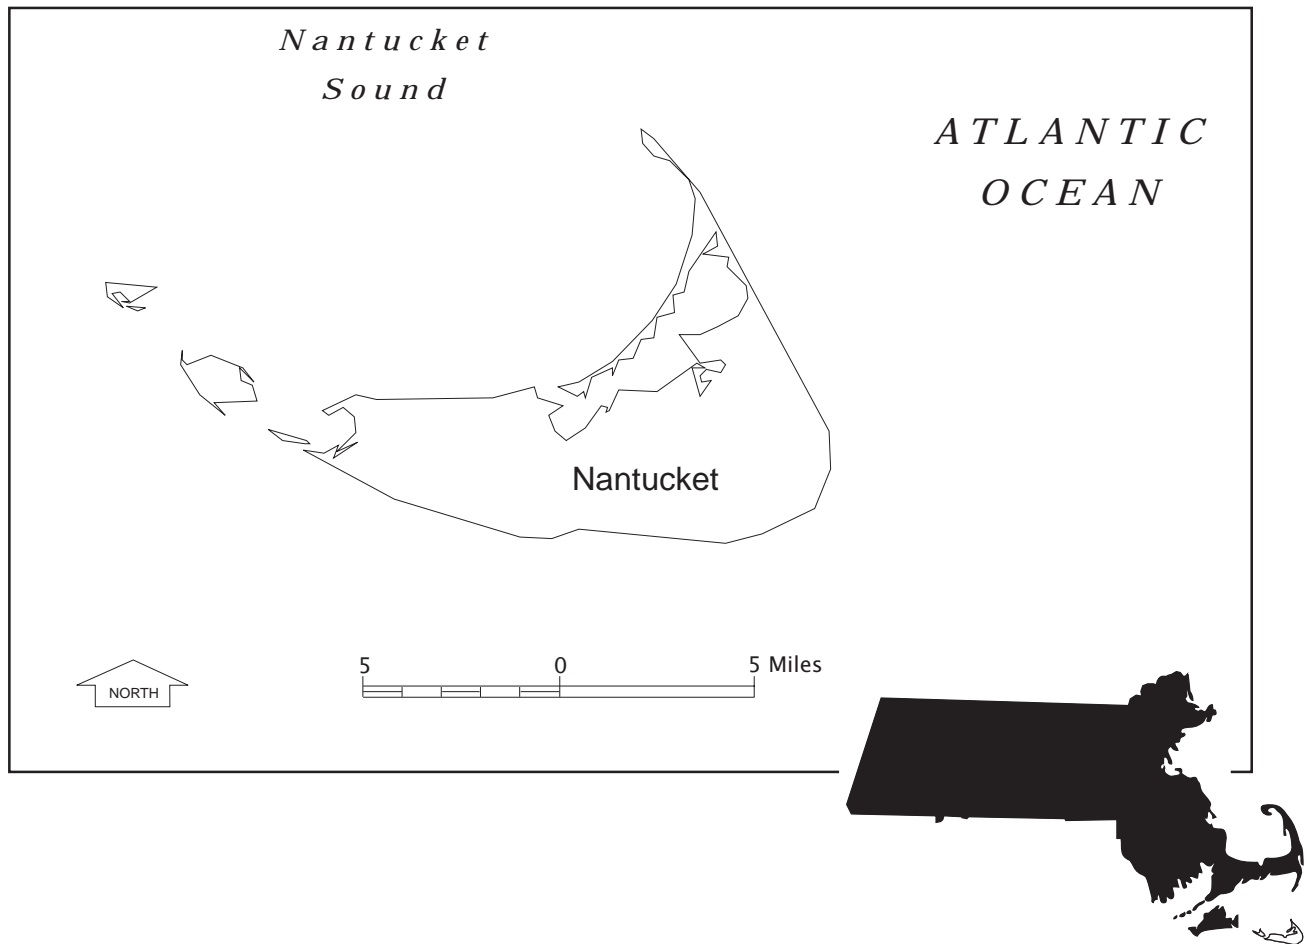 Nantucket
Sound
ATLANTIC
OCEAN
Nantucket
5 0 5 Miles
NORTH